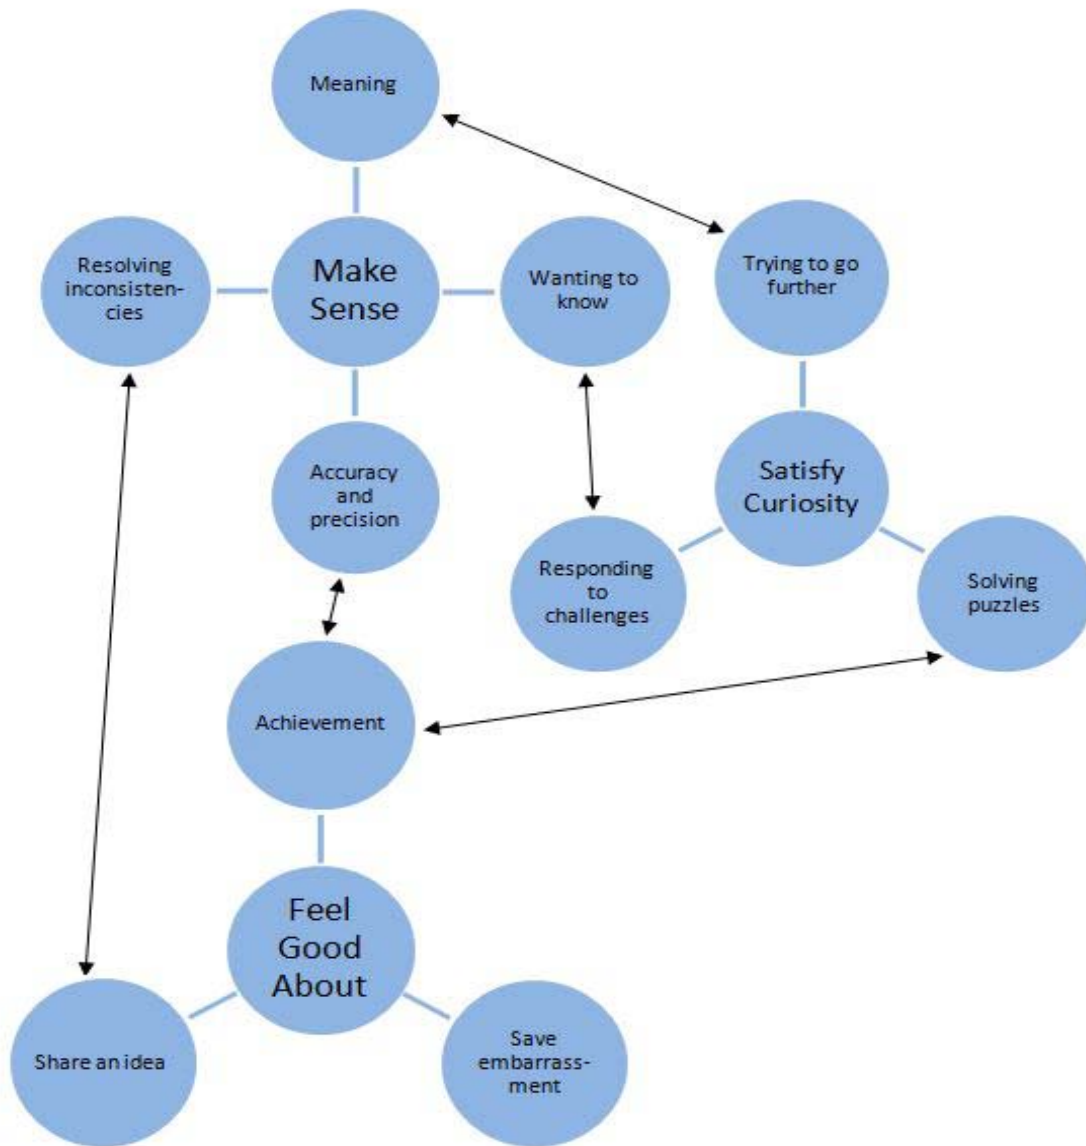 Meaning
Resolving
inconsisten-
cies
Make
Sense
Wanting to
know
Trying to go
further
Accuracy
and
precision
Satisfy
Curiosity
Responding
to
challenges
Solving
puzzles
Achievement
Feel
Good
About
Share an idea
Save
embarrass-
ment